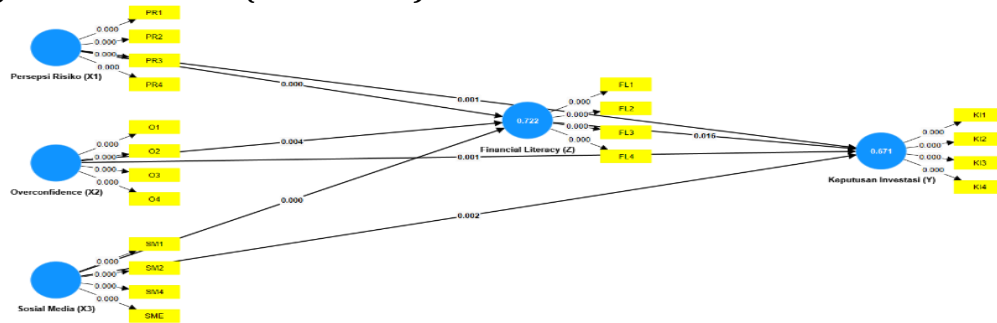 PR1
0.000
PR2
0.000
0.000
PR3
0.000
PR4
Persepsi Risiko (X1)
0.000
0.001
O1
0.000
O2
0.000
0.000
O3
0.000
O4
Overconfidence (X2)
0.004
0.001
SM1
0.000
SM2
0.000
0.000
SM4
0.000
SME
Sosial Media (X3)
0.000
0.002
FL1
0.000
FL2
0.000
0.722
0.000
FL3
0.000
FL4
Financial Literacy (Z)
0.016
KI1
0.000
KI2
0.000
0.671
0.000
KI3
0.000
KI4
Keputusan Investasi (Y)